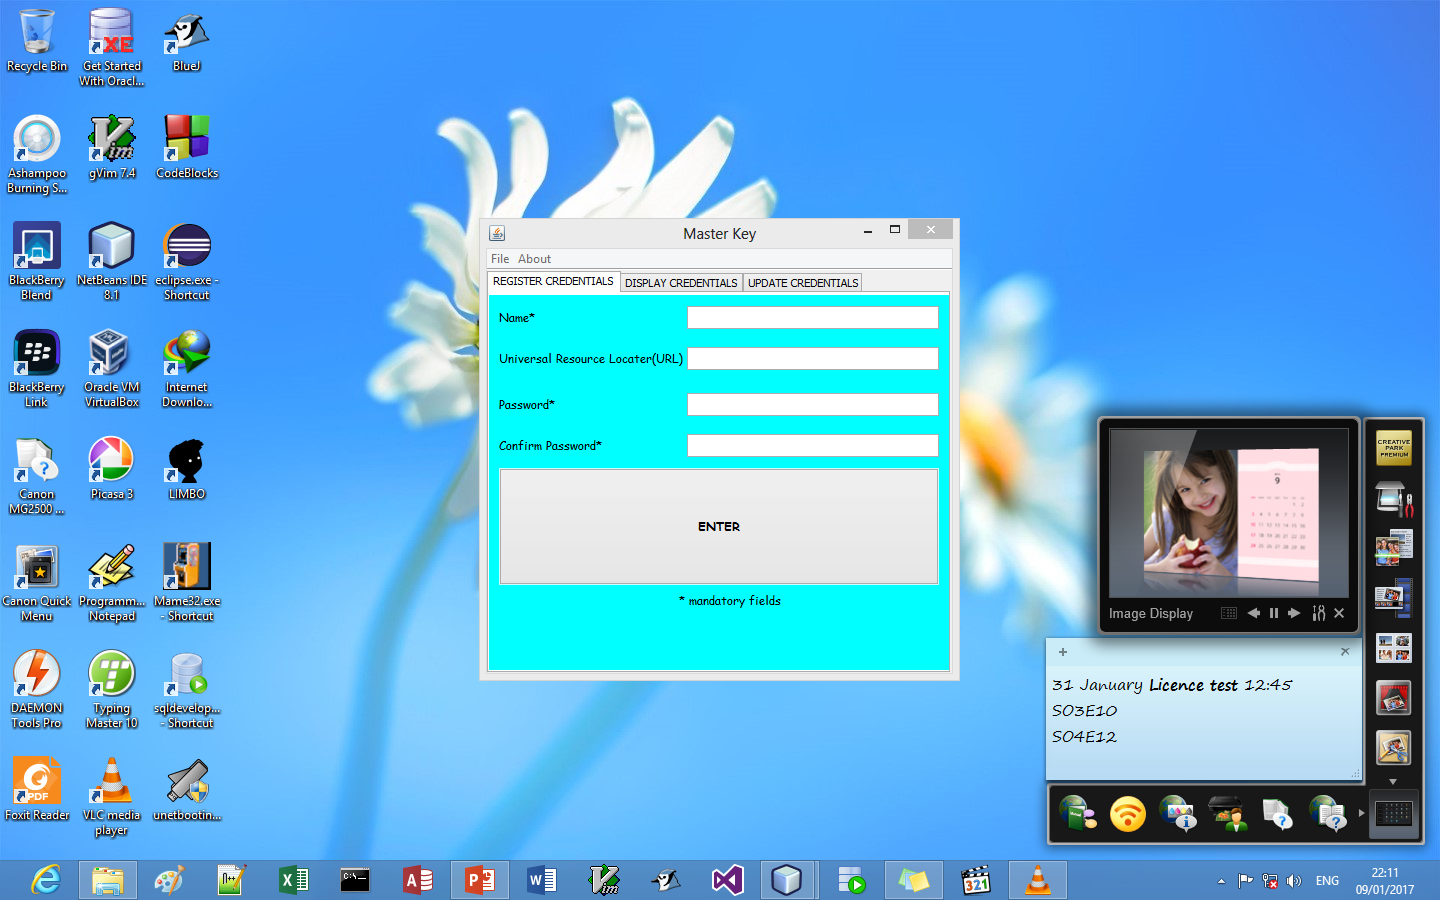 Recycle Bin
Get Started
With Oracl...
BlueJ
Ashampoo
Burning S...
gVim 7.4
CodeBlocks
BlackBerry
Blend
NetBeans IDE
8.1
eclipse.exe -
Shortcut
BlackBerry
Link
Oracle VM
VirtualBox
Internet
Downlo...
Canon
MG2500 ...
Picasa 3
LIMBO
Canon Quick
Menu
Programm...
Notepad
Mame32.exe
- Shortcut
DAEMON
Tools Pro
Typing
Master 10
sqldevelop...
- Shortcut
Foxit Reader
VLC media
player
unetbootin...
Master Key
File About
REGISTER CREDENTIALS DISPLAY CREDENTIALS UPDATE CREDENTIALS
Name*
Universal Resource Locater(URL)
Password*
Confirm Password*
ENTER
* mandatory fields
CREATIVE
PARK
PREMIUM
9
Image Display
31 January Licence test 12:45
S03E10
S04E12
ENG
22:11
09/01/2017